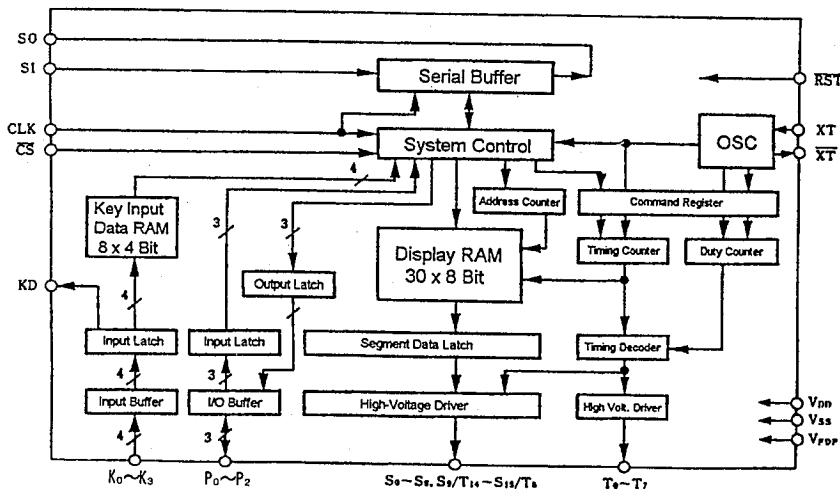 SO
SI
Serial Buffer
RST
CLK
XT
System Control
OSC
CS
XT
4
Key Input
Data RAM
8 x 4 Bit
3
3
Address Counter
Command Register
Display RAM
30 x 8 Bit
Timing Counter
Duty Counter
KD
Output Latch
4
Input Latch
Input Latch
Segment Data Latch
Timing Decoder
4
3
Input Buffer
I/O Buffer
High-Voltage Driver
High Volt. Driver
VDD
VSS
VFDP
4
3
K0~K3
P0~P2
S0~S8, S9/T14~S15/T8
T0~T7